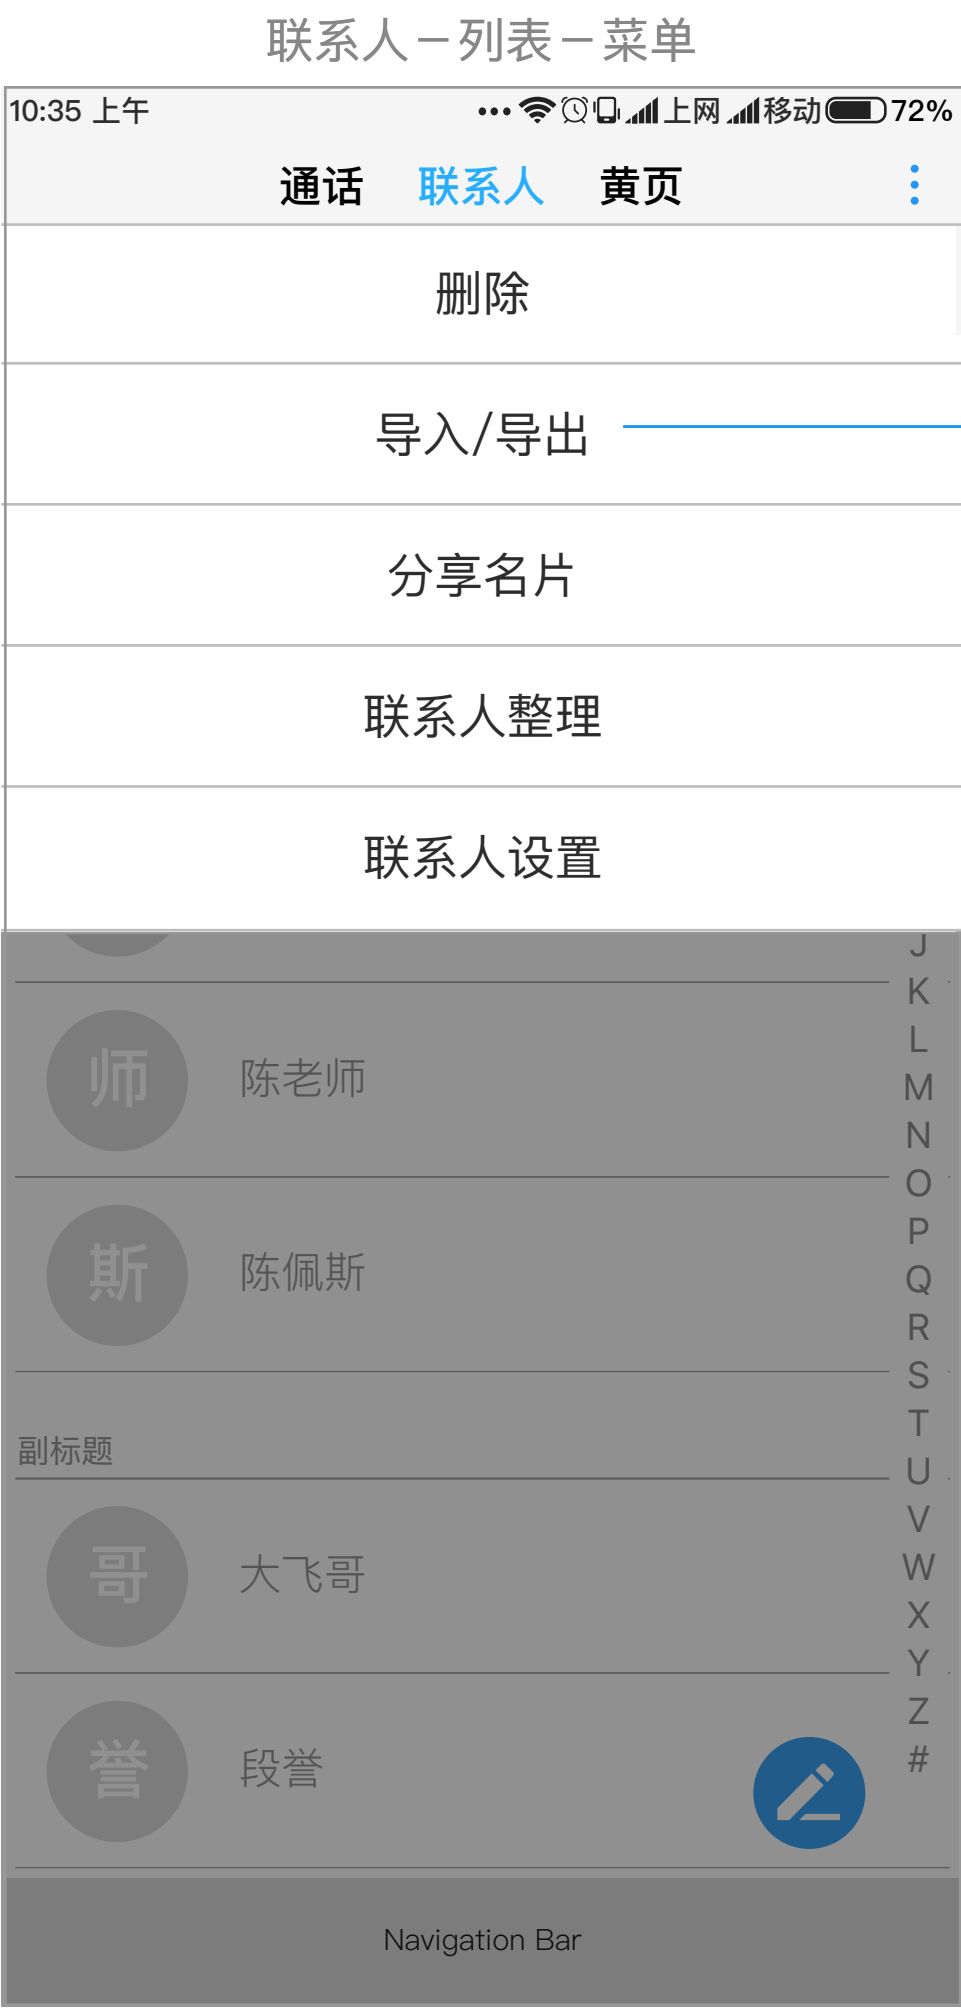 联系人－列表－菜单
10:35 上午 上网 移动 72%
通话 联系人 黄页
删除
导入/导出
分享名片
联系人整理
联系人设置
J
K
L
师 陈老师
M
N
O
P
斯 陈佩斯
Q
R
S
T
副标题
U
V
哥 大飞哥
W
X
Y
Z
誉 段誉
#
Navigation Bar